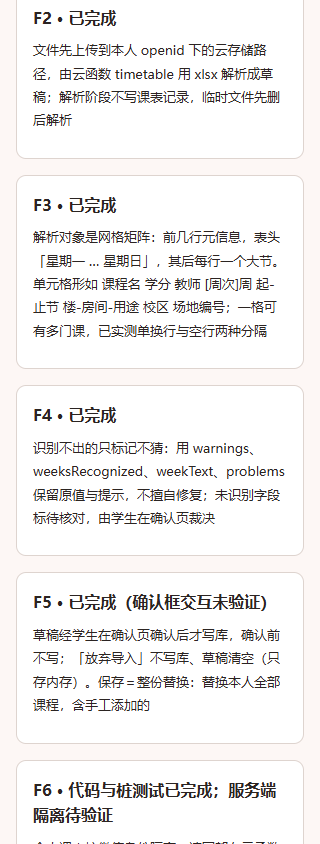 F2 • 已完成
文件先上传到本人 openid 下的云存储路
径，由云函数 timetable 用 xlsx 解析成草
稿；解析阶段不写课表记录，临时文件先删
后解析
F3 • 已完成
解析对象是网格矩阵：前几行元信息，表头
「星期一 ... 星期日」，其后每行一个大节。
单元格形如 课程名 学分 教师 [周次]周 起-
止节 楼-房间-用途 校区 场地编号；一格可
有多门课，已实测单换行与空行两种分隔
F4 • 已完成
识别不出的只标记不猜：用 warnings、
weeksRecognized、weekText、problems
保留原值与提示，不擅自修复；未识别字段
标待核对，由学生在确认页裁决
F5 • 已完成（确认框交互未验证）
草稿经学生在确认页确认后才写库，确认前
不写；「放弃导入」不写库、草稿清空（只
存内存）。保存＝整份替换：替换本人全部
课程，含手工添加的
F6 • 代码与桩测试已完成；服务端
隔离待验证